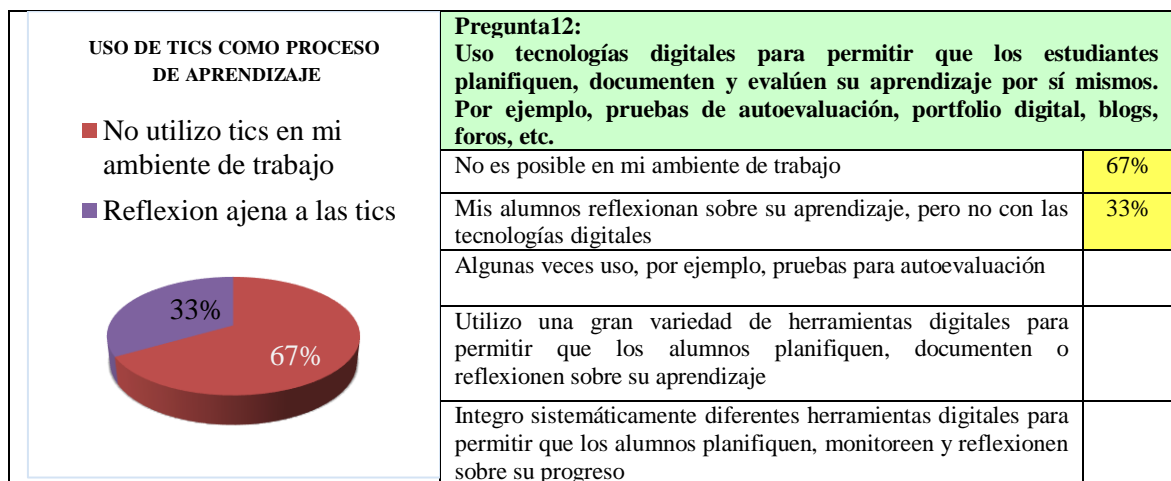 USO DE TICS COMO PROCESO
DE APRENDIZAJE
No utilizo tics en mi
ambiente de trabajo
Reflexion ajena a las tics
33%
67%
Pregunta12:
Uso tecnologías digitales para permitir que los estudiantes
planifiquen, documenten y evalúen su aprendizaje por sí mismos.
Por ejemplo, pruebas de autoevaluación, portfolio digital, blogs,
foros, etc.
No es posible en mi ambiente de trabajo 67%
Mis alumnos reflexionan sobre su aprendizaje, pero no con las 33%
tecnologías digitales
Algunas veces uso, por ejemplo, pruebas para autoevaluación
Utilizo una gran variedad de herramientas digitales para
permitir que los alumnos planifiquen, documenten o
reflexionen sobre su aprendizaje
Integro sistemáticamente diferentes herramientas digitales para
permitir que los alumnos planifiquen, monitoreen y reflexionen
sobre su progreso